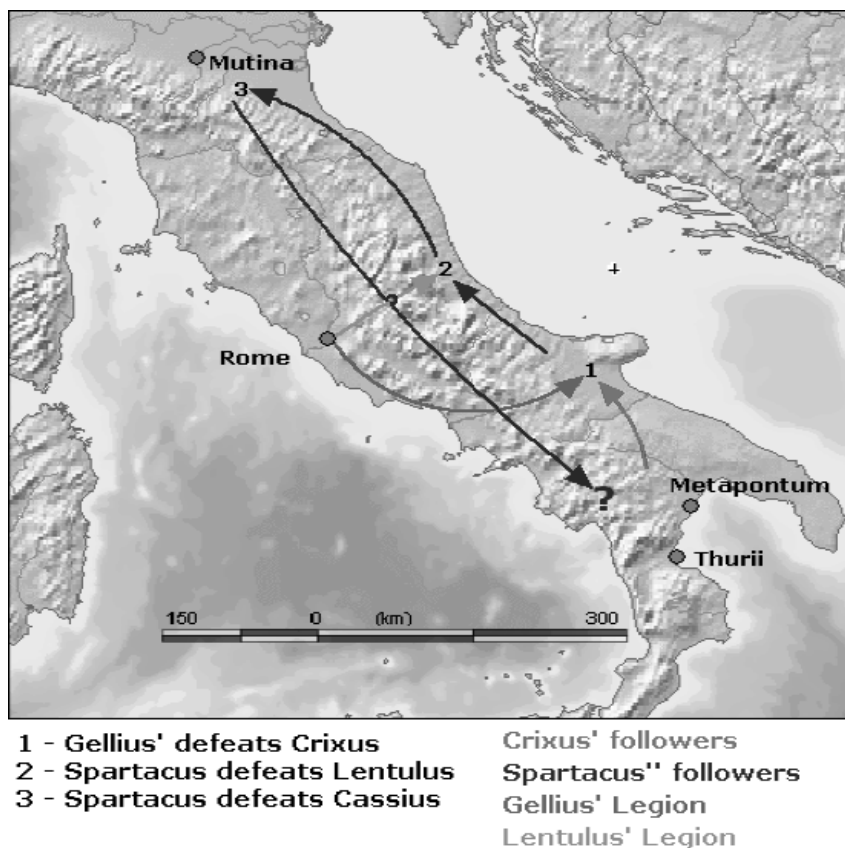 Mutina
3
2
?
Rome
1
?
Metapontum
Thurii
150 0 (km) 300
1 - Gellius' defeats Crixus
2 - Spartacus defeats Lentulus
3 - Spartacus defeats Cassius
Crixus' followers
Spartacus'' followers
Gellius' Legion
Lentulus' Legion